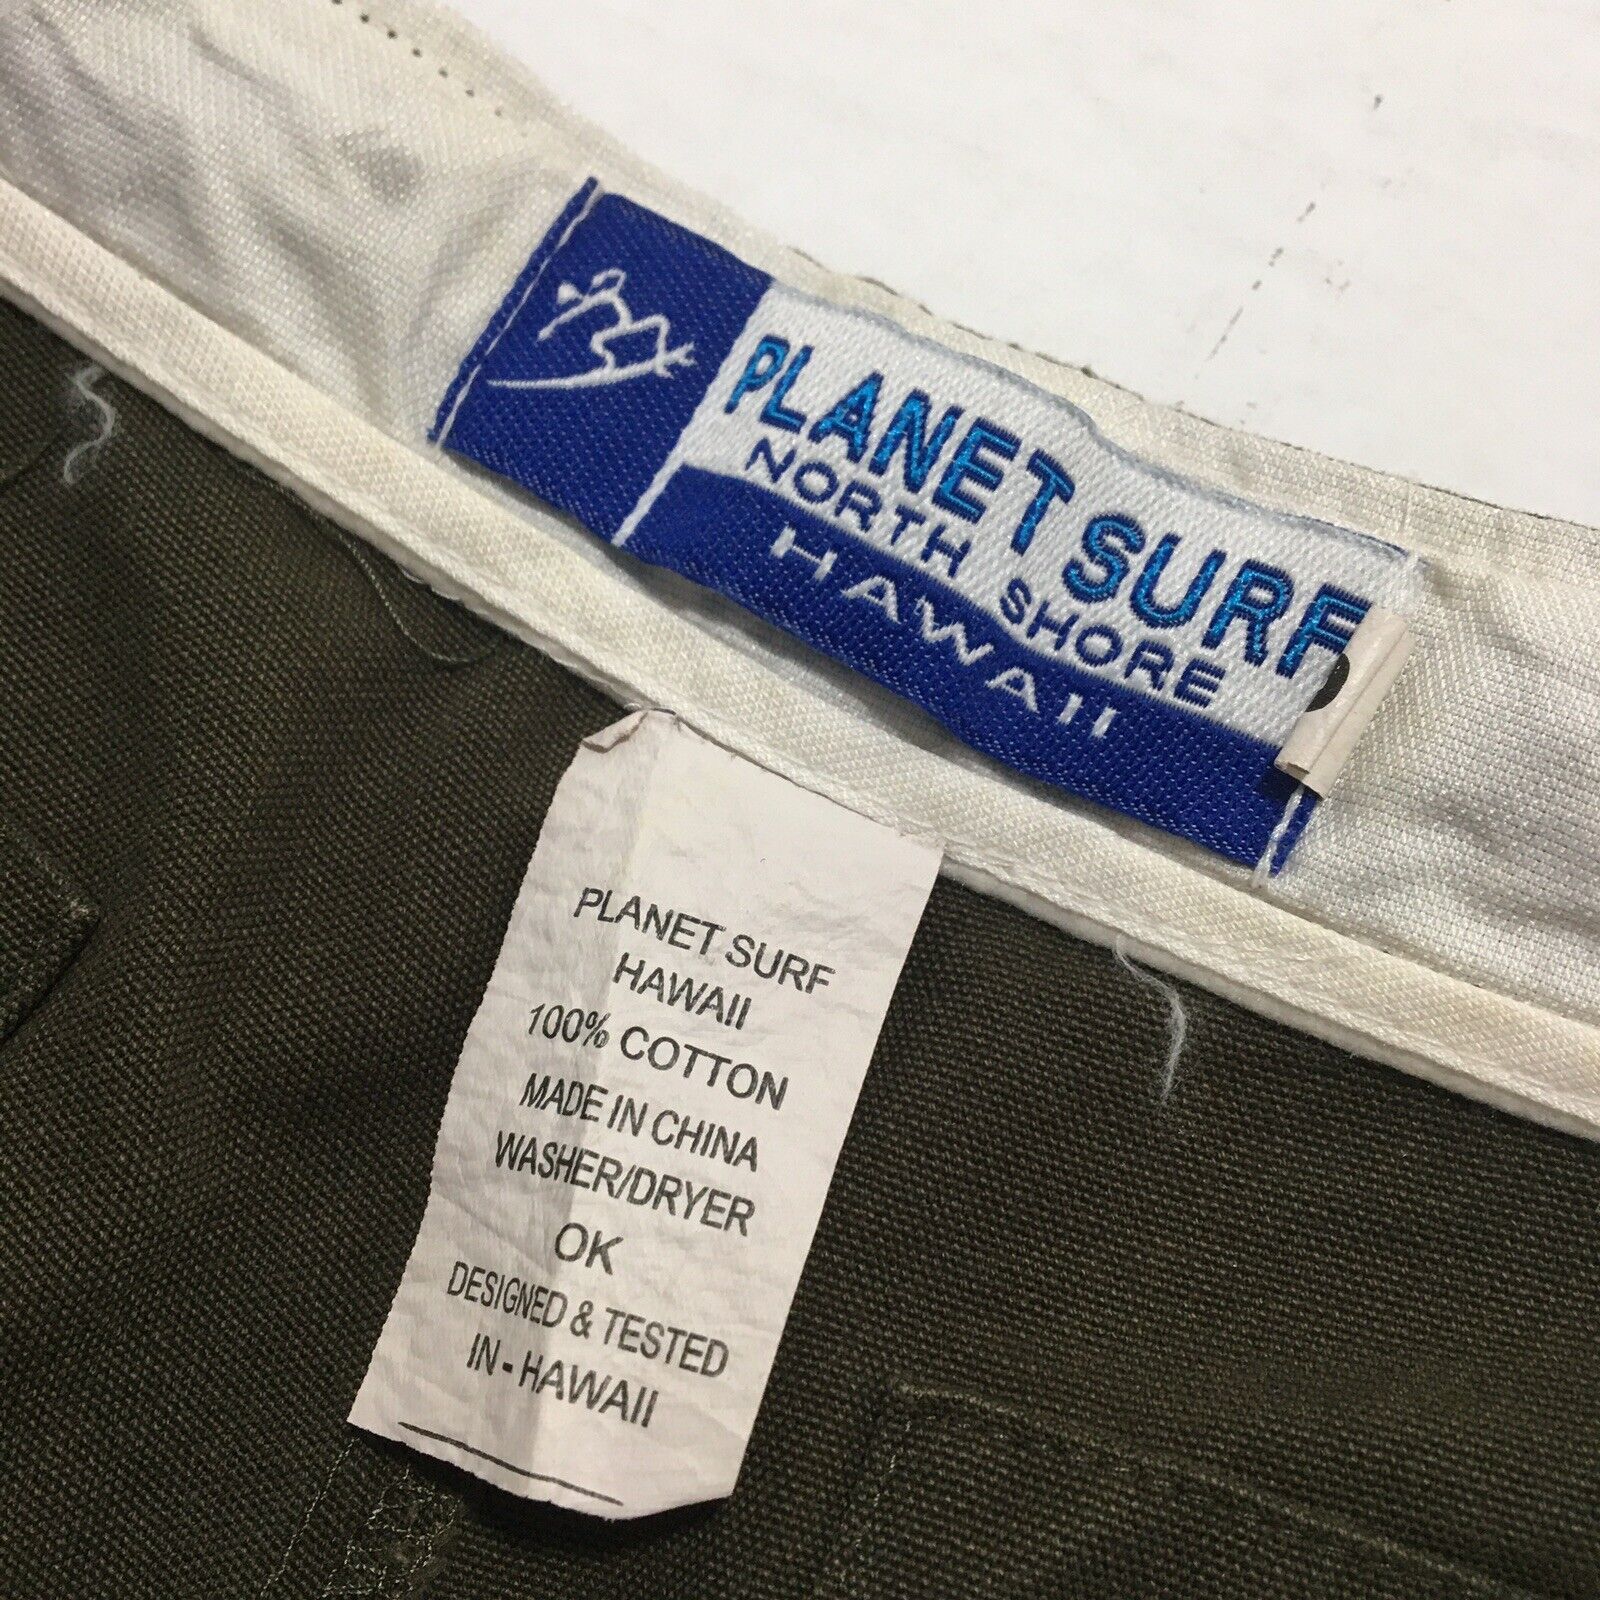 PLANET SURF
NORTH SHORE
HAWAII
PLANET SURF
HAWAII
100% COTTON
MADE IN CHINA
WASHER/DRYER
OK
DESIGNED & TESTED
IN-HAWAII